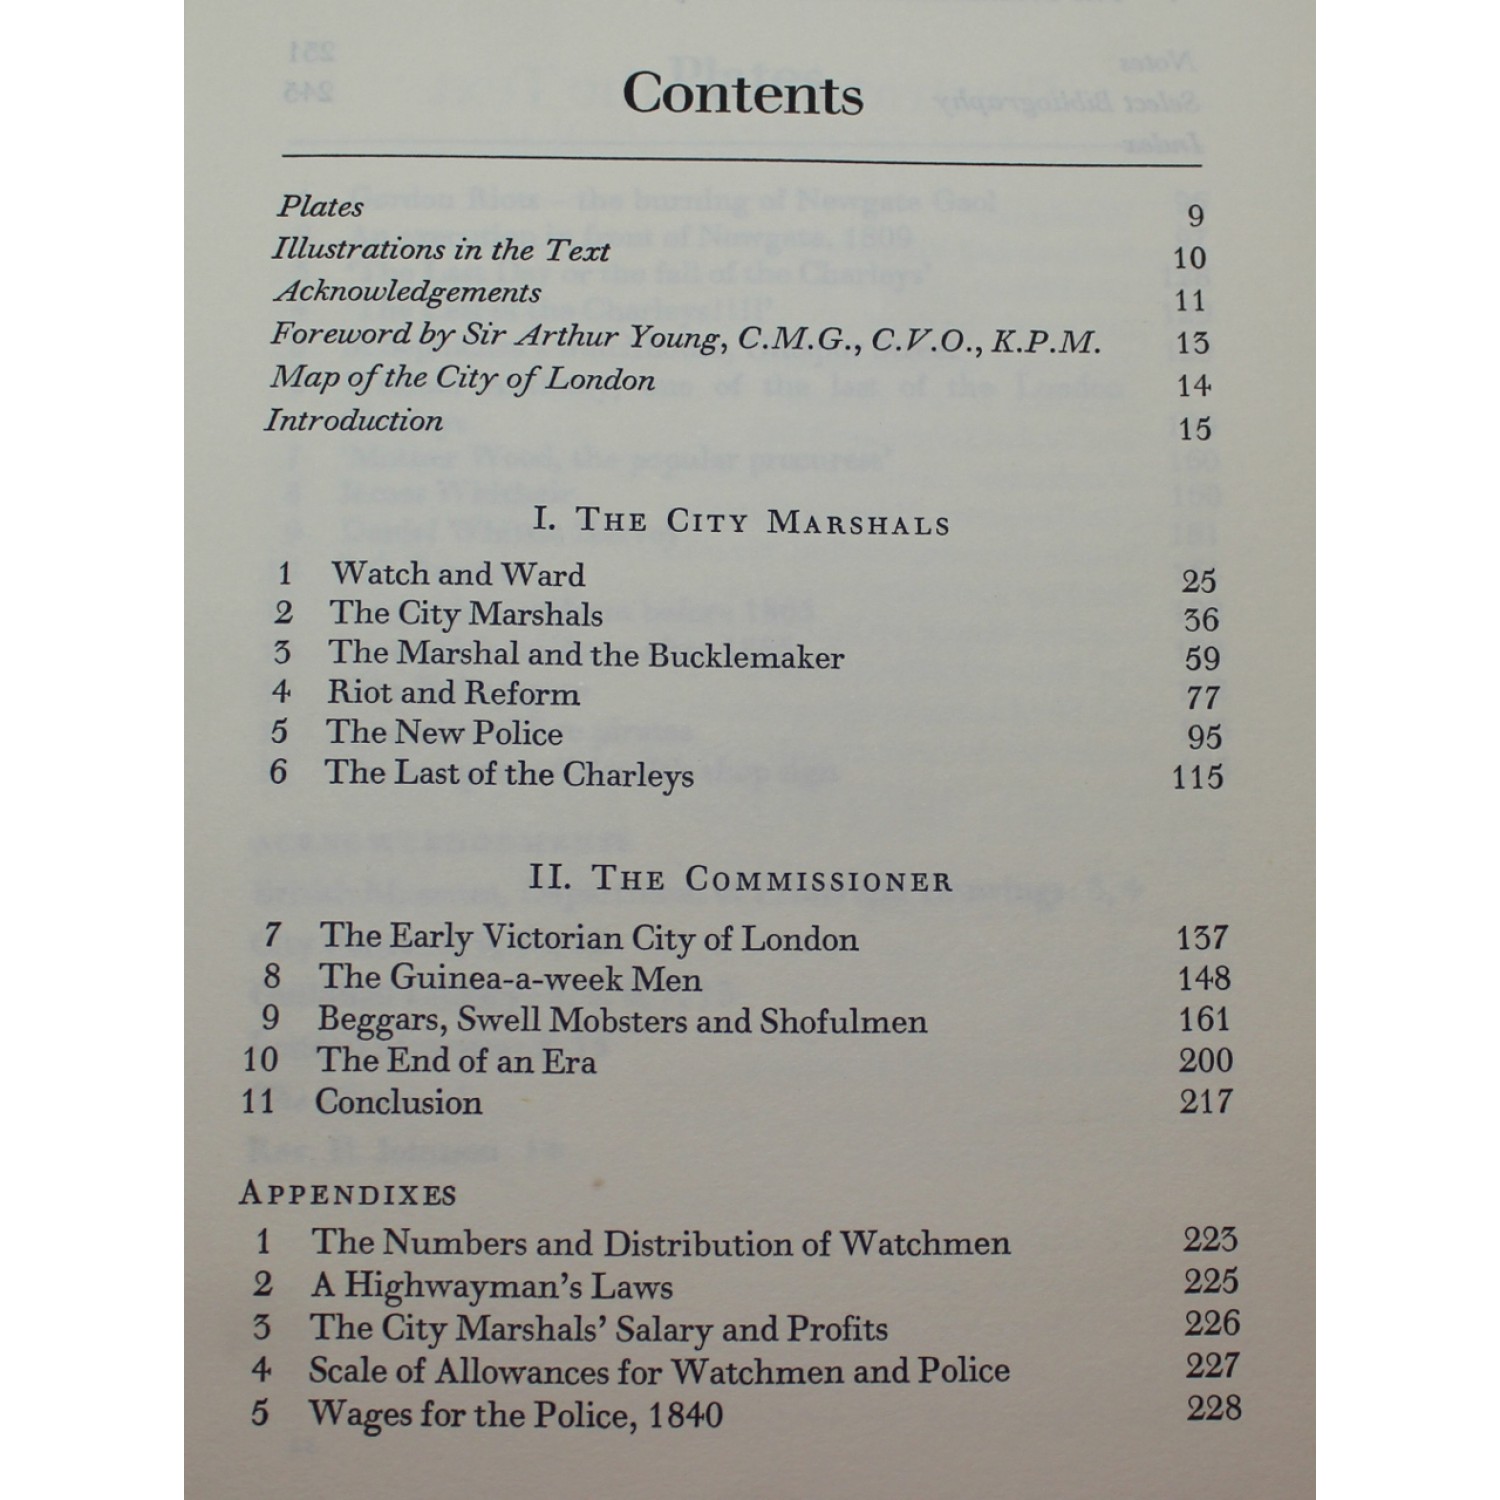 Contents
Plates 9
Illustrations in the Text 10
Acknowledgements 11
Foreword by Sir Arthur Young, C.M.G., C.V.O., K.P.M. 13
Map of the City of London 14
Introduction 15
I. THE CITY MARSHALS
1 Watch and Ward 25
2 The City Marshals 36
3 The Marshal and the Bucklemaker 59
4 Riot and Reform 77
5 The New Police 95
6 The Last of the Charleys 115
II. THE COMMISSIONER
7 The Early Victorian City of London 137
8 The Guinea-a-week Men 148
9 Beggars, Swell Mobsters and Shofulmen 161
10 The End of an Era 200
11 Conclusion 217
APPENDIXES
1 The Numbers and Distribution of Watchmen 223
2 A Highwayman's Laws 225
3 The City Marshals' Salary and Profits 226
4 Scale of Allowances for Watchmen and Police 227
5 Wages for the Police, 1840 228